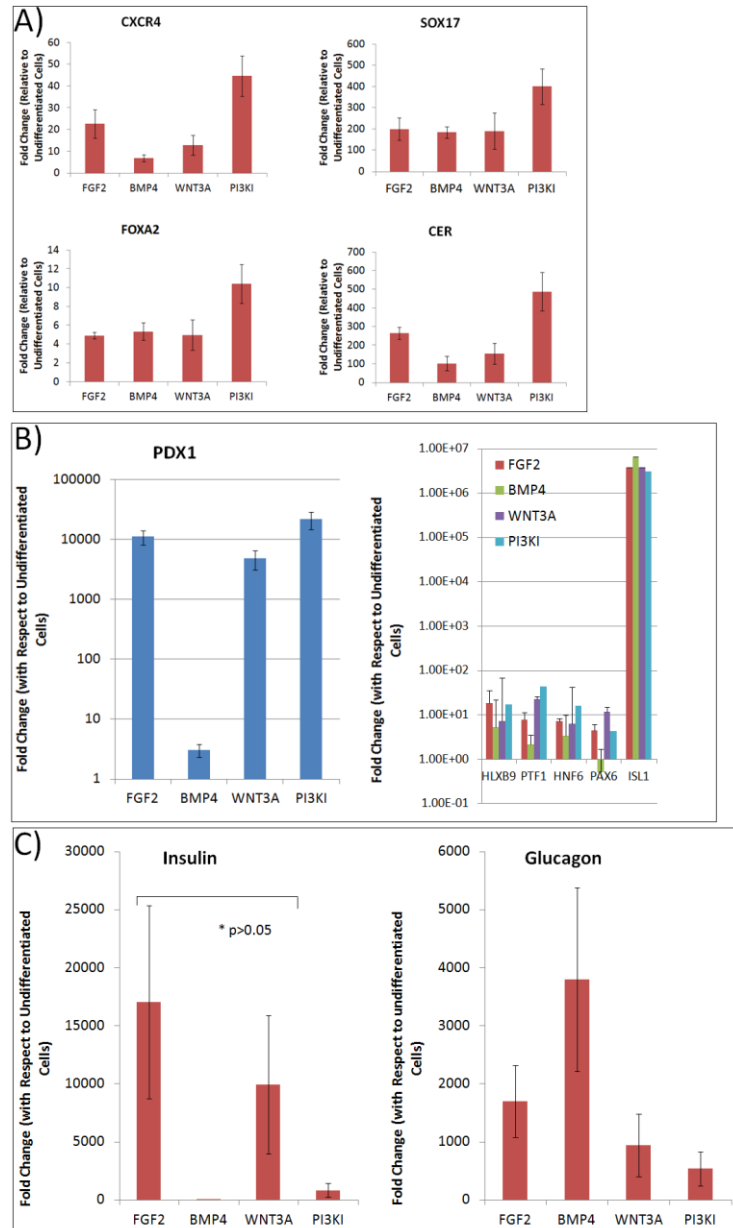 A)
CXCR4
Fold Change (Relative to
Undifferentiated Cells)
60
50
40
30
20
10
0
FGF2 BMP4 WNT3A PI3KI
SOX17
Fold Change (Relative to
Undifferentiated Cells)
600
500
400
300
200
100
0
FGF2 BMP4 WNT3A PI3KI
FOXA2
Fold Change (Relative to
Undifferentiated Cells)
14
12
10
8
6
4
2
0
FGF2 BMP4 WNT3A PI3KI
CER
Fold Change (Relative to
Undifferentiated Cells)
700
600
500
400
300
200
100
0
FGF2 BMP4 WNT3A PI3KI
B)
PDX1
Fold Change (with Respect to Undifferentiated
Cells)
100000
10000
1000
100
10
1
FGF2 BMP4 WNT3A PI3KI
Fold Change (with Respect to Undifferentiated
Cells)
1.00E+07
1.00E+06
1.00E+05
1.00E+04
1.00E+03
1.00E+02
1.00E+01
1.00E+00
1.00E-01
FGF2
BMP4
WNT3A
PI3KI
HLXB9 PTF1 HNF6 PAX6 ISL1
C)
Insulin
Fold Change (with Respect to Undifferentiated
Cells)
30000
25000
20000
15000
10000
5000
0
* p>0.05
FGF2 BMP4 WNT3A PI3KI
Glucagon
Fold Change (with Respect to undifferentiated
Cells)
6000
5000
4000
3000
2000
1000
0
FGF2 BMP4 WNT3A PI3KI